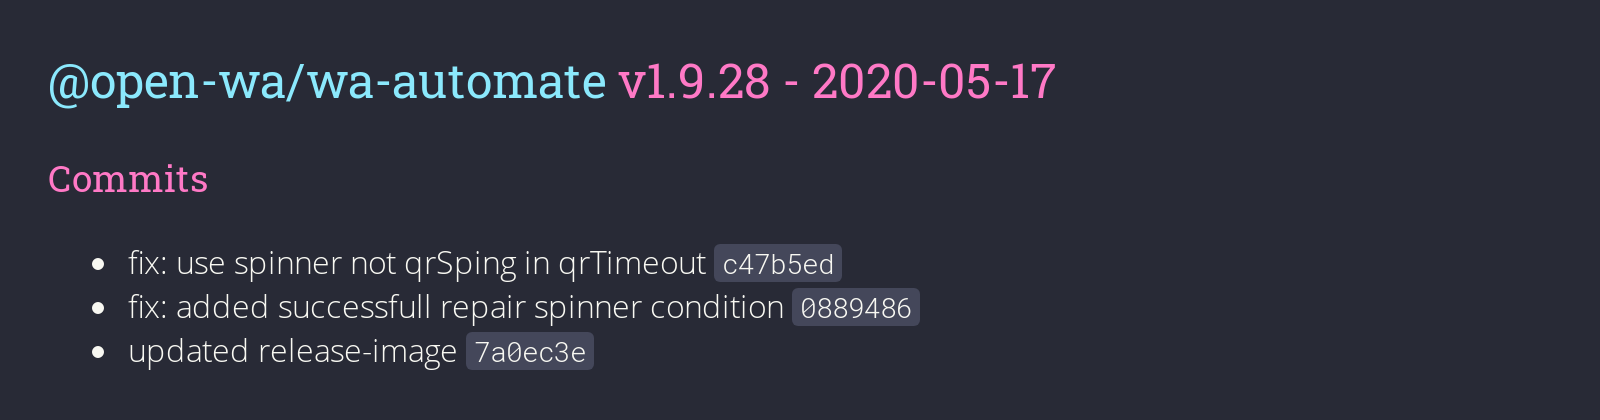 @open-wa/wa-automate v1.9.28 - 2020-05-17
Commits
fix: use spinner not qrSping in qrTimeout c47b5ed
fix: added successfull repair spinner condition 0889486
updated release-image 7a0ec3e